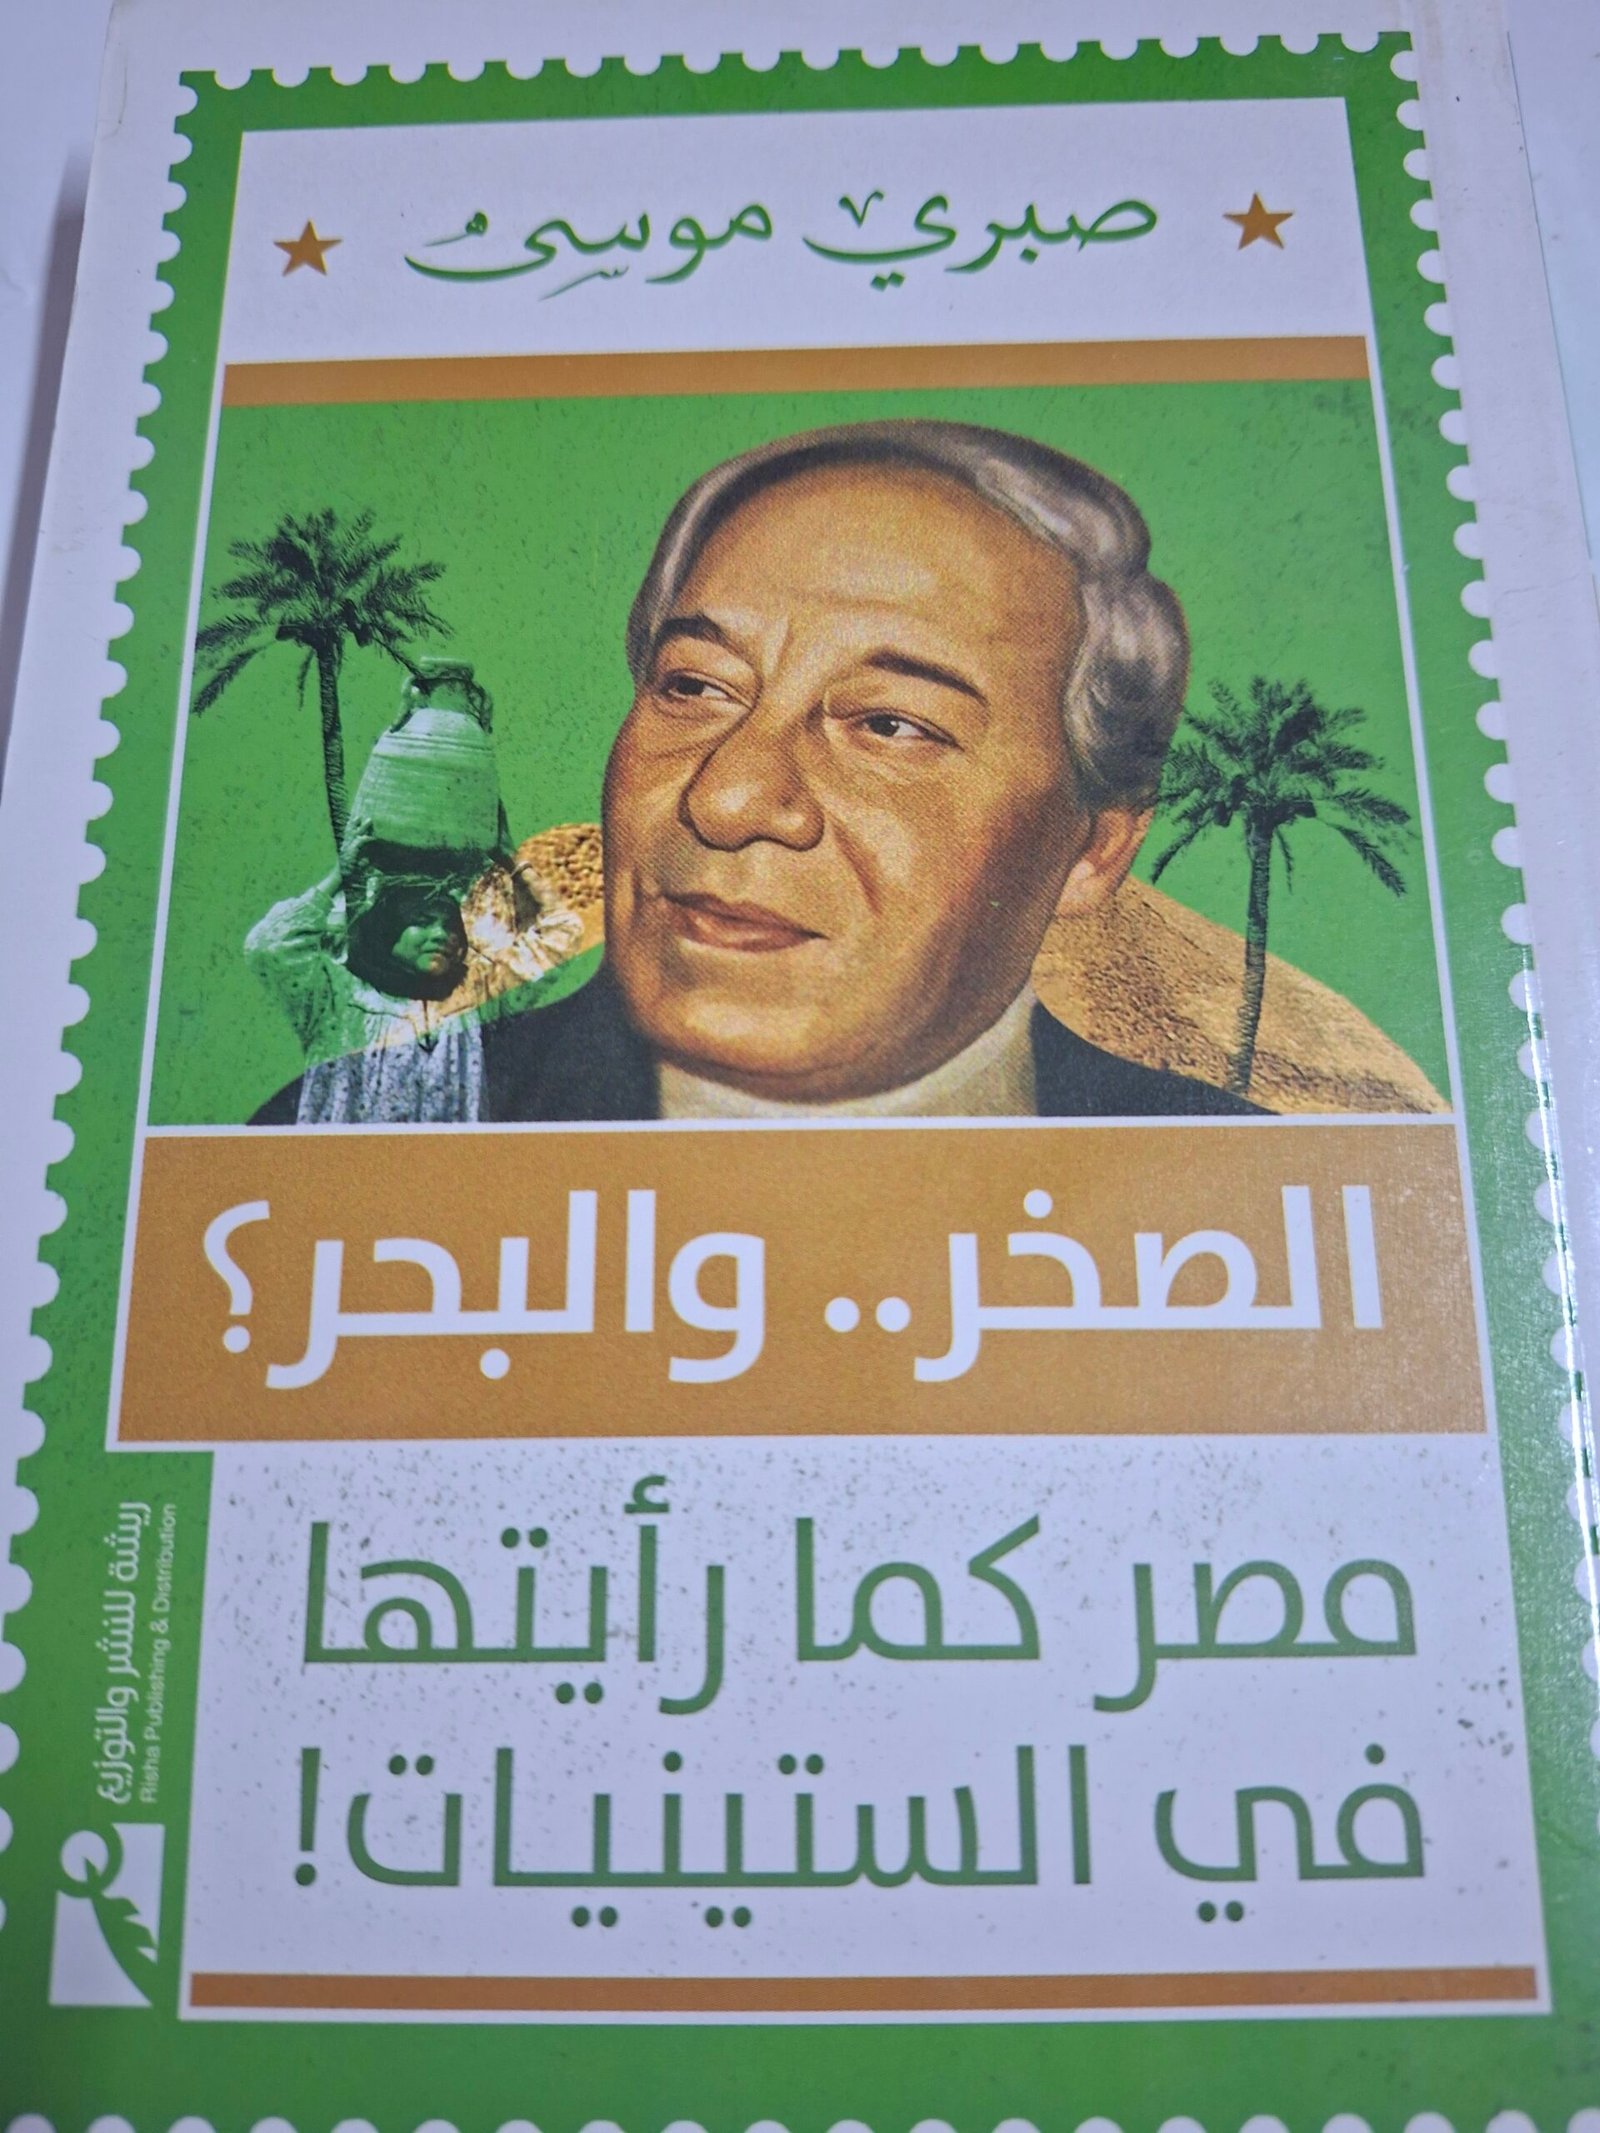 صبري موسى
الصخر.. والبحر؟
مصر كما رأيتها
في الستينيات!
ريشة للنشر والتوزيع
Risha Publishing & Distribution